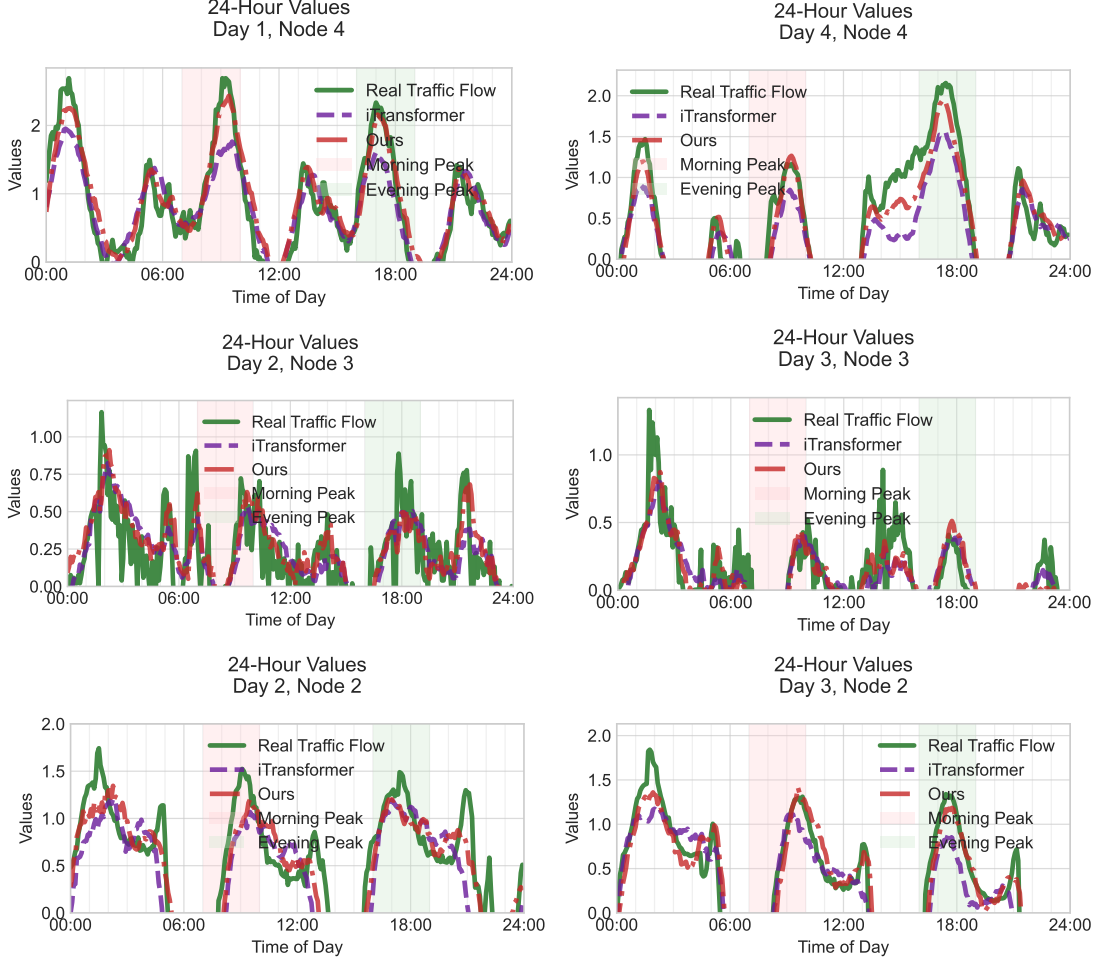 24-Hour Values
Day 1, Node 4
Values
2
1
0
Real Traffic Flow
iTransformer
Ours
Morning Peak
Evening Peak
00:00 06:00 12:00 18:00 24:00
Time of Day
24-Hour Values
Day 4, Node 4
Values
2.0
1.5
1.0
0.5
0.0
Real Traffic Flow
iTransformer
Ours
Morning Peak
Evening Peak
00:00 06:00 12:00 18:00 24:00
Time of Day
24-Hour Values
Day 2, Node 3
Values
1.00
0.75
0.50
0.25
0.00
Real Traffic Flow
iTransformer
Ours
Morning Peak
Evening Peak
00:00 06:00 12:00 18:00 24:00
Time of Day
24-Hour Values
Day 3, Node 3
Values
1.0
0.5
0.0
Real Traffic Flow
iTransformer
Ours
Morning Peak
Evening Peak
00:00 06:00 12:00 18:00 24:00
Time of Day
24-Hour Values
Day 2, Node 2
Values
2.0
1.5
1.0
0.5
0.0
Real Traffic Flow
iTransformer
Ours
Morning Peak
Evening Peak
00:00 06:00 12:00 18:00 24:00
Time of Day
24-Hour Values
Day 3, Node 2
Values
2.0
1.5
1.0
0.5
0.0
Real Traffic Flow
iTransformer
Ours
Morning Peak
Evening Peak
00:00 06:00 12:00 18:00 24:00
Time of Day